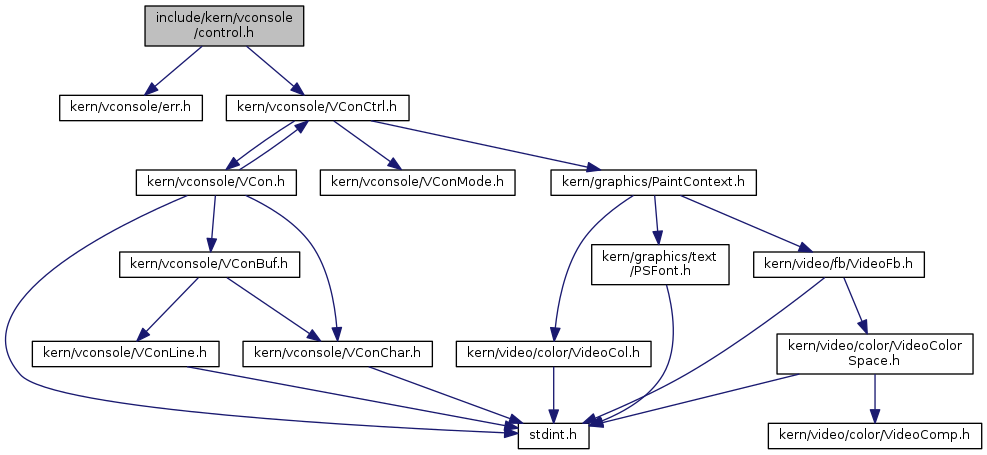 include/kern/vconsole
/control.h
kern/vconsole/err.h
kern/vconsole/VConCtrl.h
kern/vconsole/VCon.h
kern/vconsole/VConMode.h
kern/graphics/PaintContext.h
kern/vconsole/VConBuf.h
kern/graphics/text
/PSFont.h
kern/video/fb/VideoFb.h
kern/vconsole/VConLine.h
kern/vconsole/VConChar.h
kern/video/color/VideoCol.h
kern/video/color/VideoColor
Space.h
stdint.h
kern/video/color/VideoComp.h